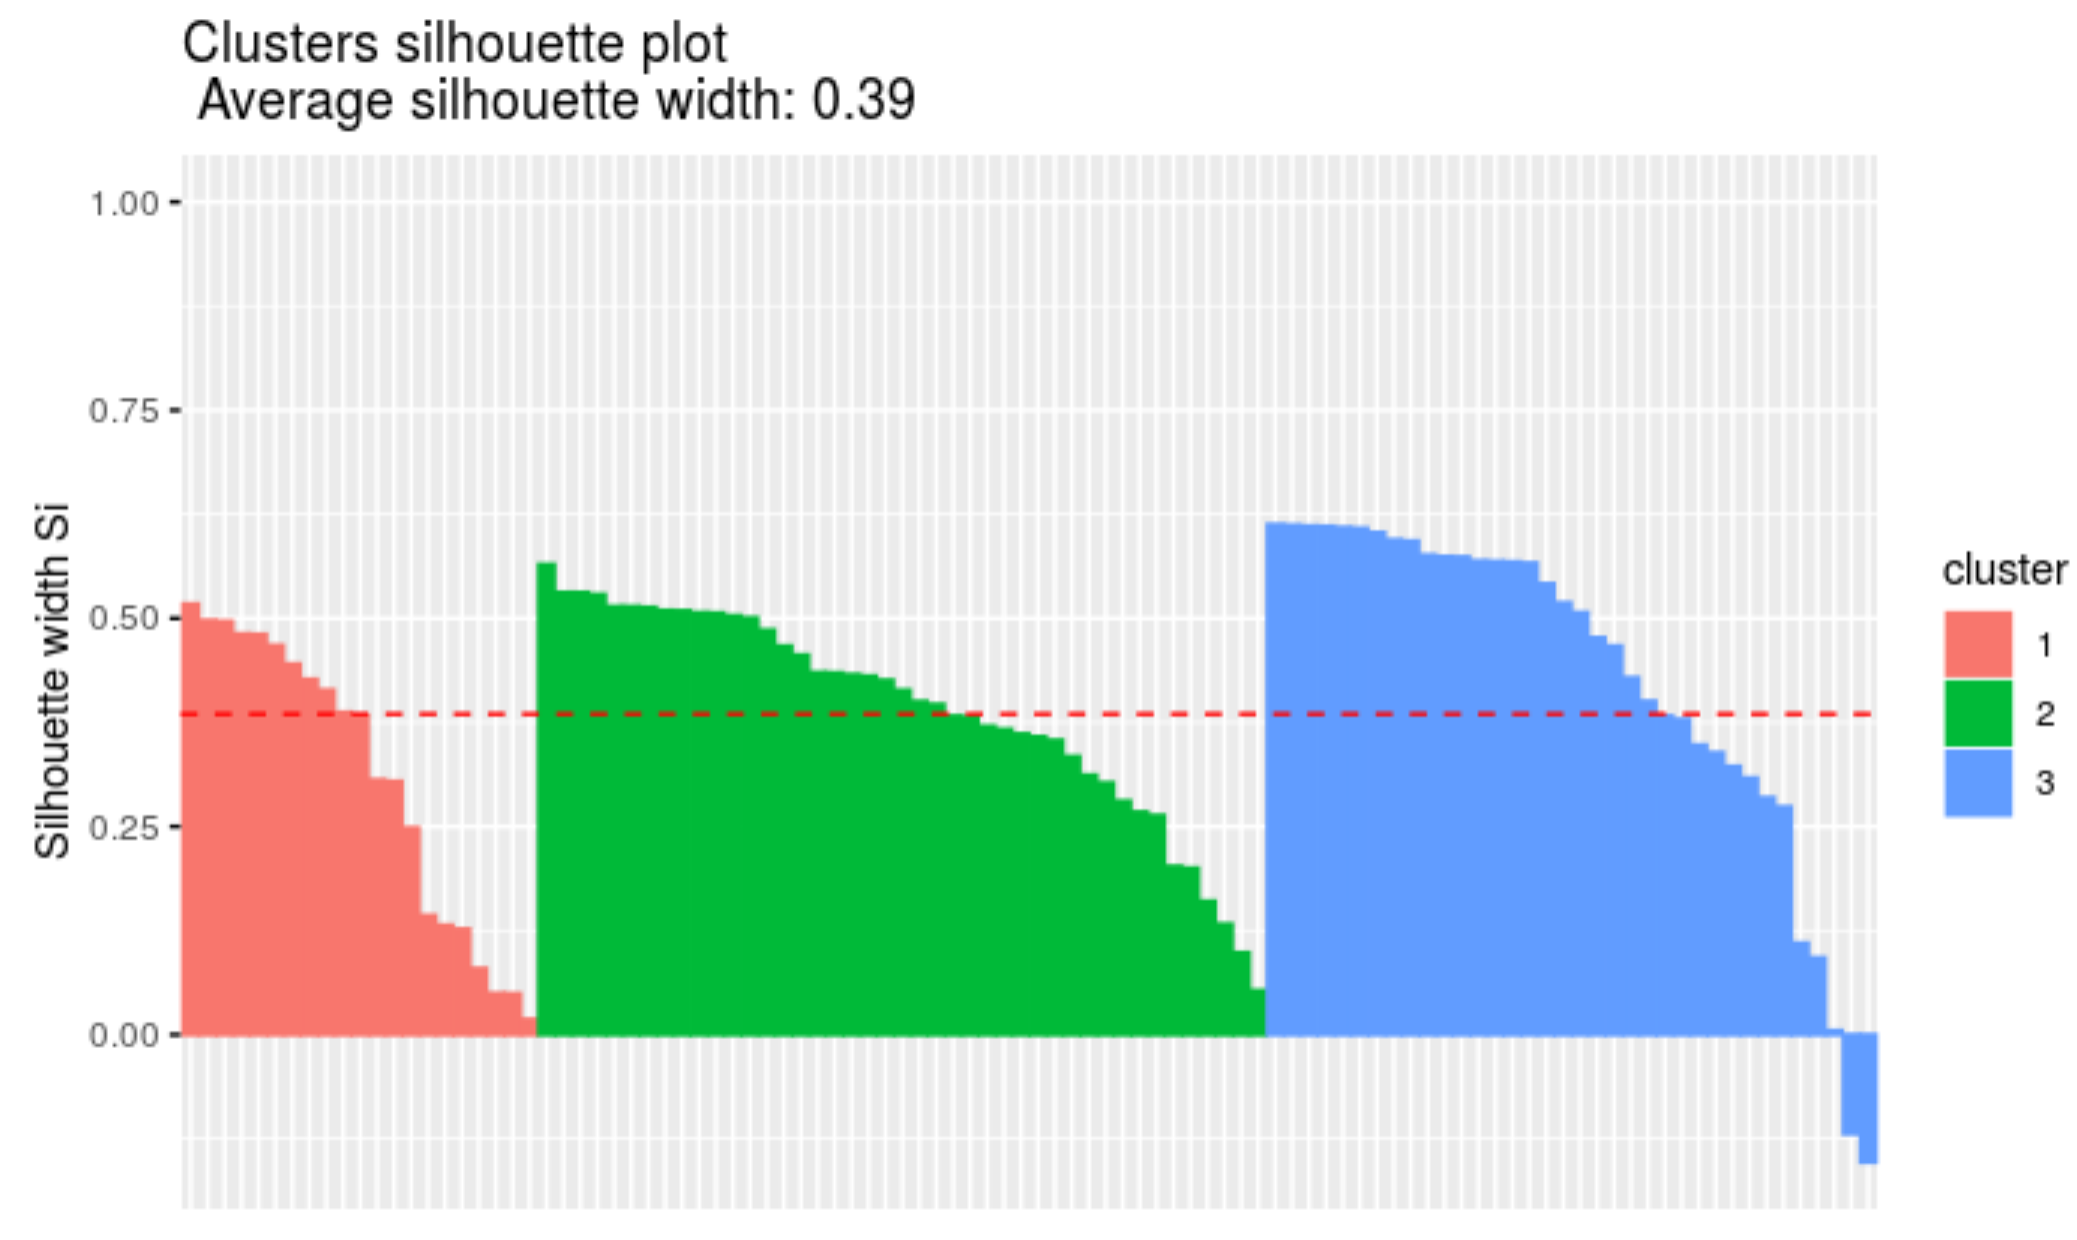 Clusters silhouette plot
Average silhouette width: 0.39
1.00
0.75
0.50
0.25
0.00
Silhouette width Si
cluster
1
2
3